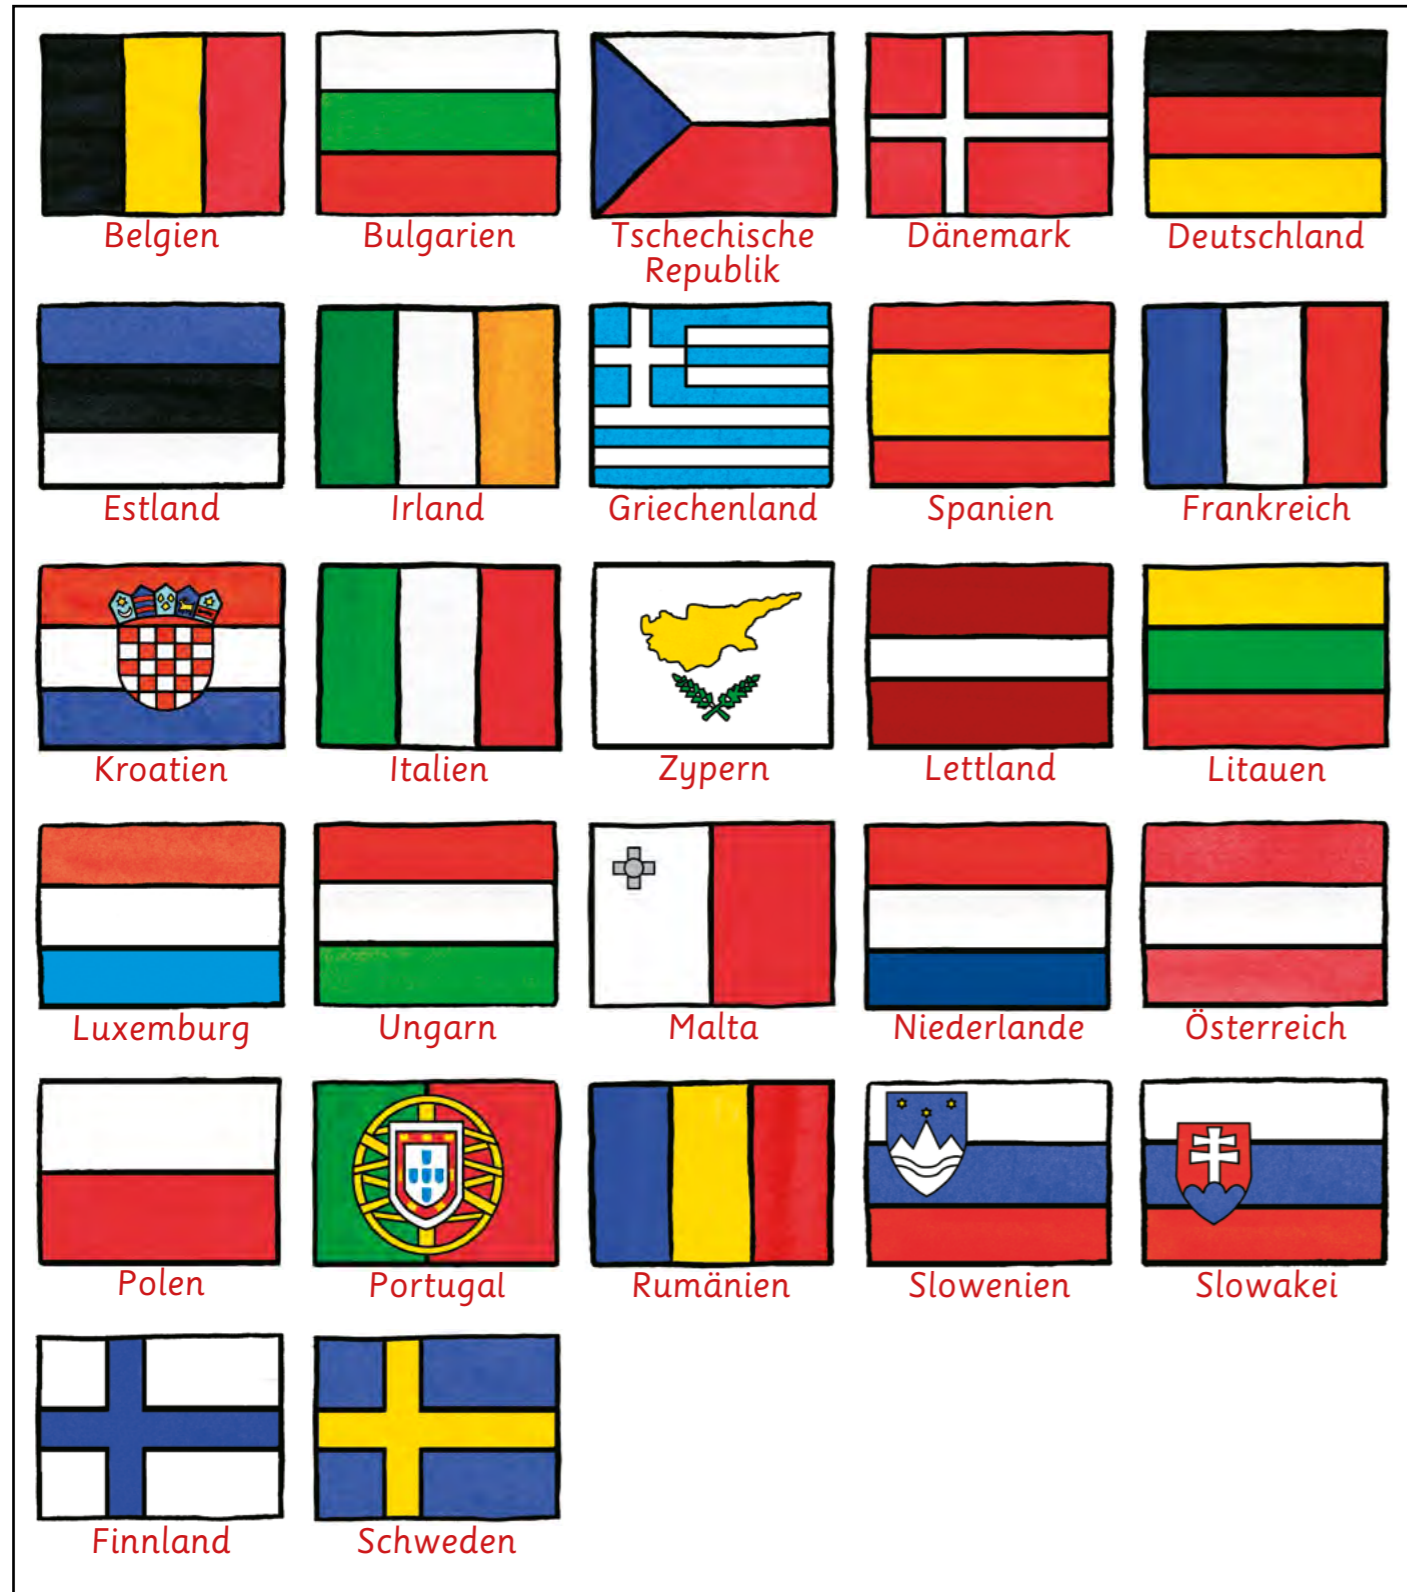 Belgien
Bulgarien
Tschechische
Republik
Dänemark
Deutschland
Estland
Irland
Griechenland
Spanien
Frankreich
Kroatien
Italien
Zypern
Lettland
Litauen
Luxemburg
Ungarn
Malta
Niederlande
Österreich
Polen
Portugal
Rumänien
Slowenien
Slowakei
Finnland
Schweden